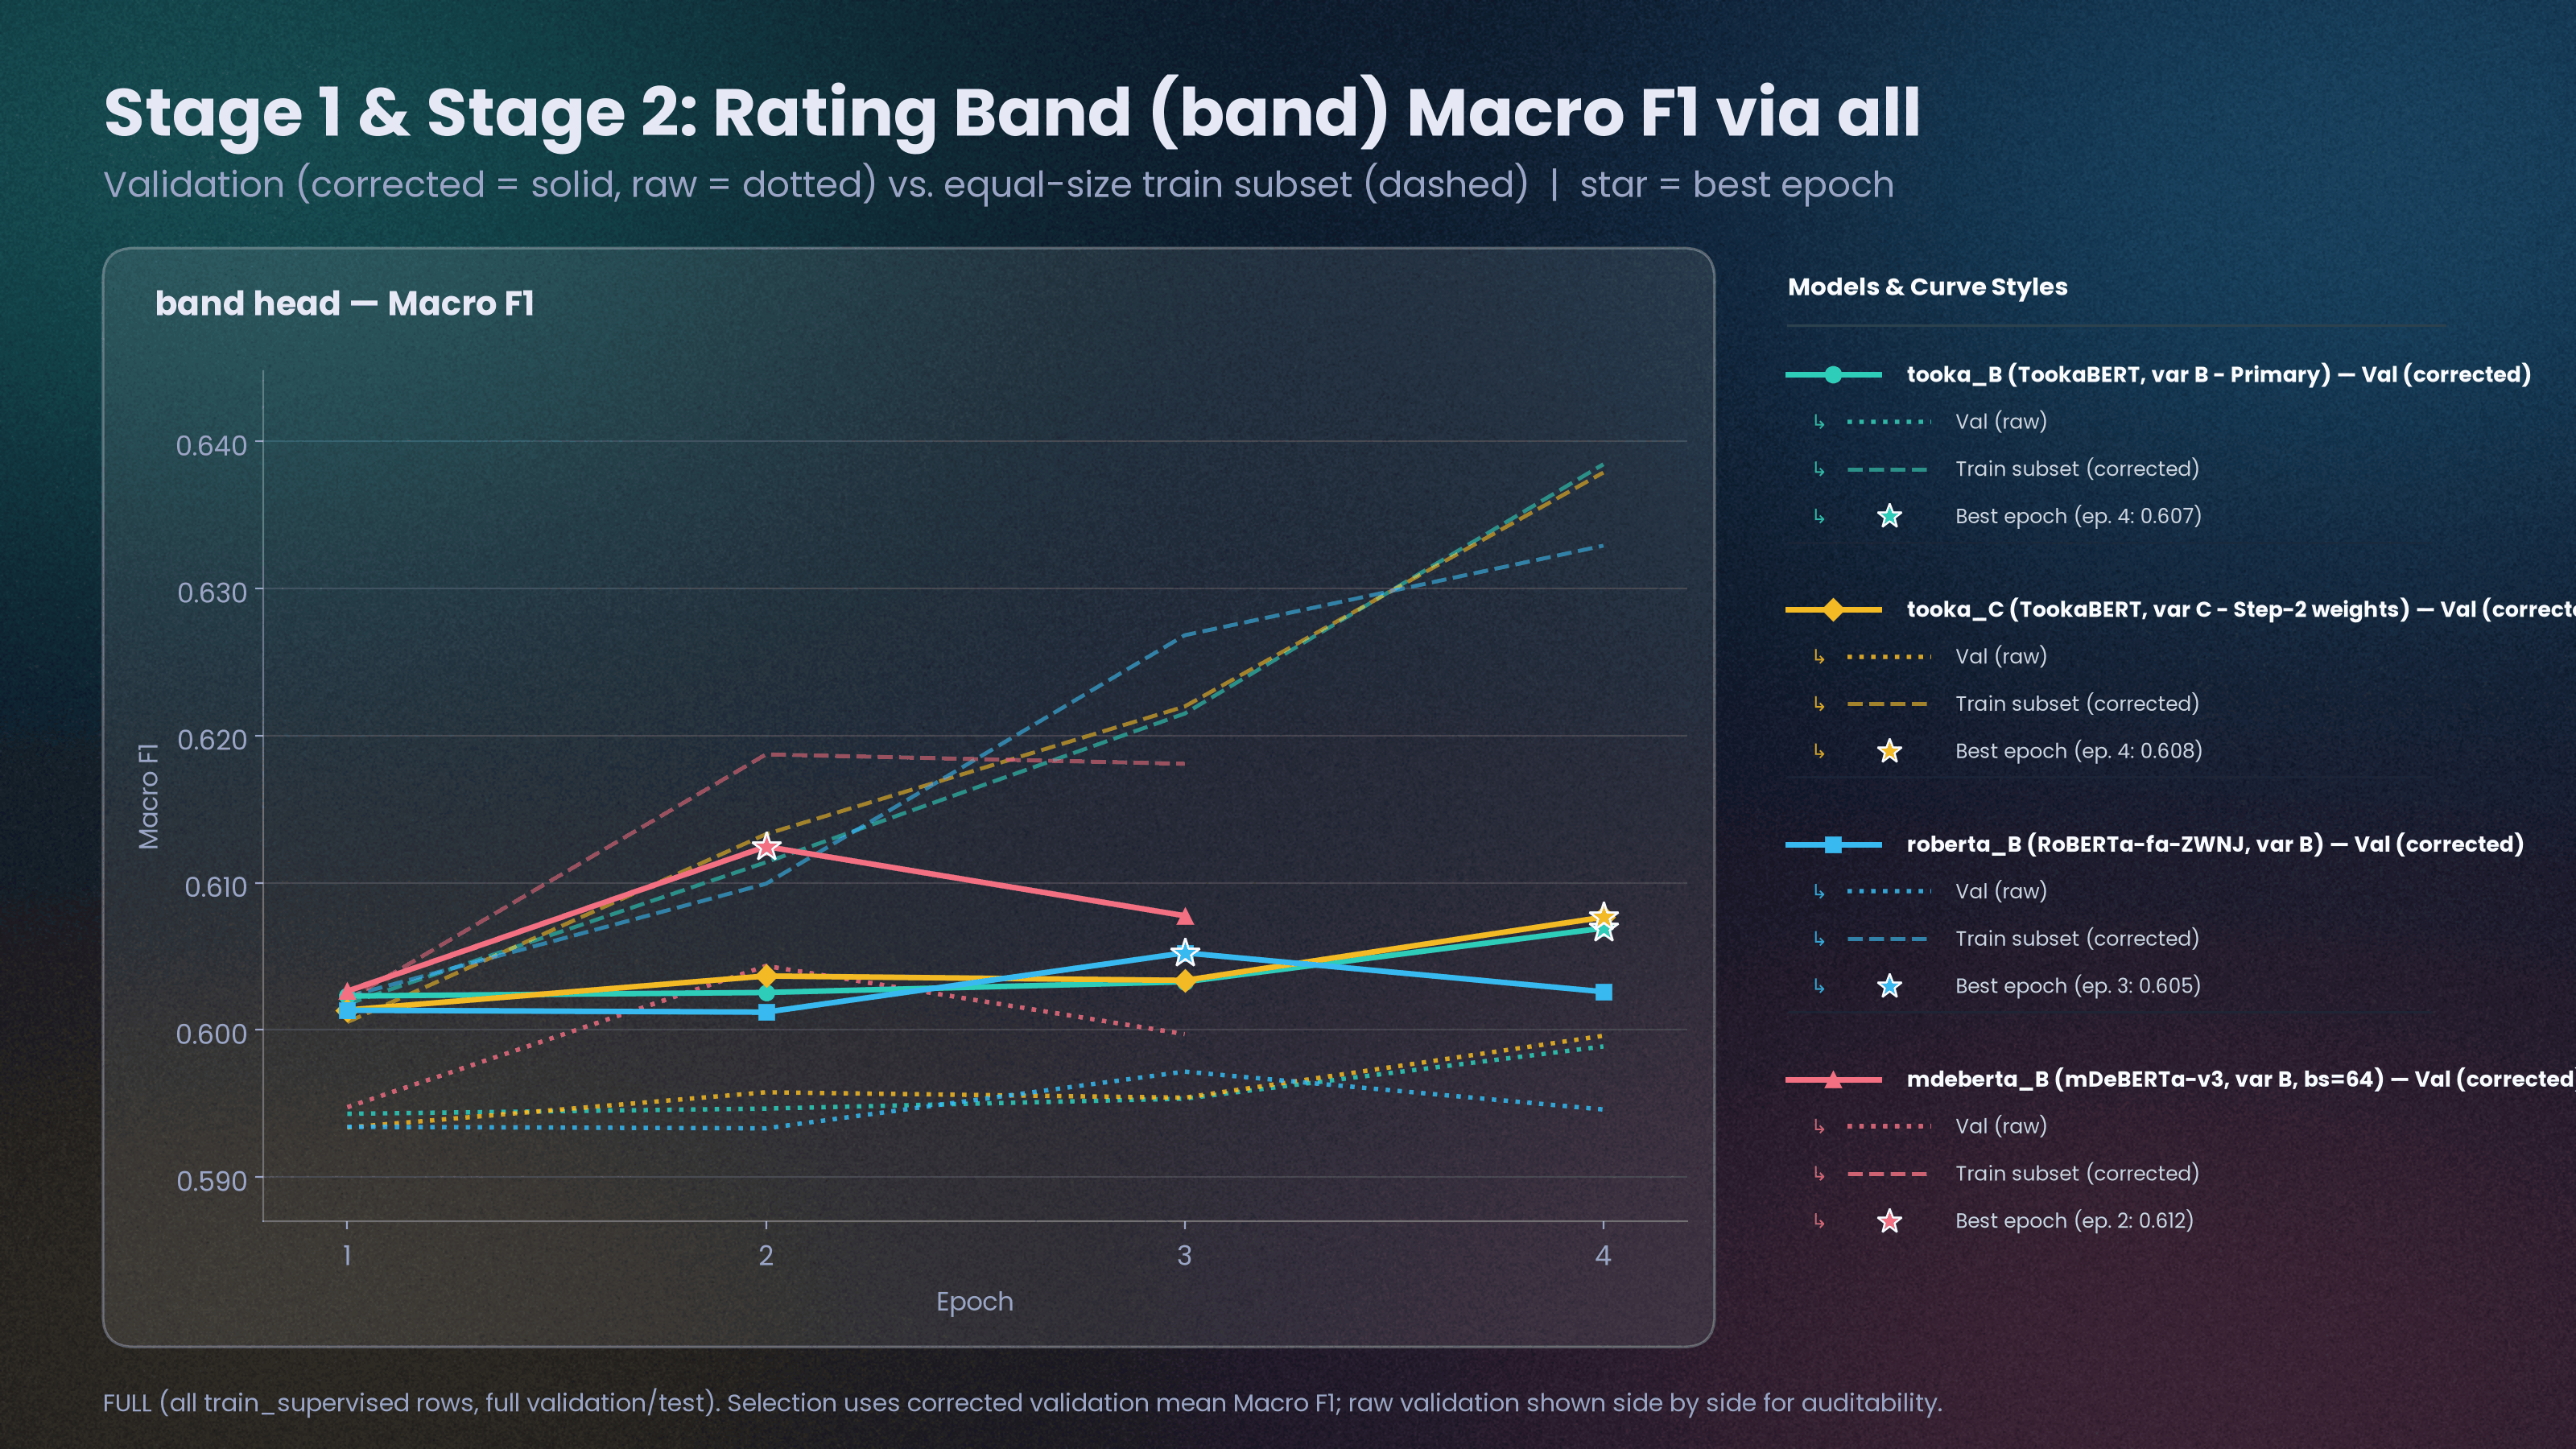 Stage 1 & Stage 2: Rating Band (band) Macro F1 via all
Validation (corrected = solid, raw = dotted) vs. equal-size train subset (dashed) | star = best epoch
band head — Macro F1
Macro F1
0.640
0.630
0.620
0.610
0.600
0.590
1
2
3
4
Epoch
Models & Curve Styles
tooka_B (TookaBERT, var B - Primary) — Val (corrected)
↳ Val (raw)
↳ Train subset (corrected)
↳ Best epoch (ep. 4: 0.607)
tooka_C (TookaBERT, var C - Step-2 weights) — Val (correcte
↳ Val (raw)
↳ Train subset (corrected)
↳ Best epoch (ep. 4: 0.608)
roberta_B (RoBERTa-fa-ZWNJ, var B) — Val (corrected)
↳ Val (raw)
↳ Train subset (corrected)
↳ Best epoch (ep. 3: 0.605)
mdeberta_B (mDeBERTa-v3, var B, bs=64) — Val (corrected
↳ Val (raw)
↳ Train subset (corrected)
↳ Best epoch (ep. 2: 0.612)
FULL (all train_supervised rows, full validation/test). Selection uses corrected validation mean Macro F1; raw validation shown side by side for auditability.